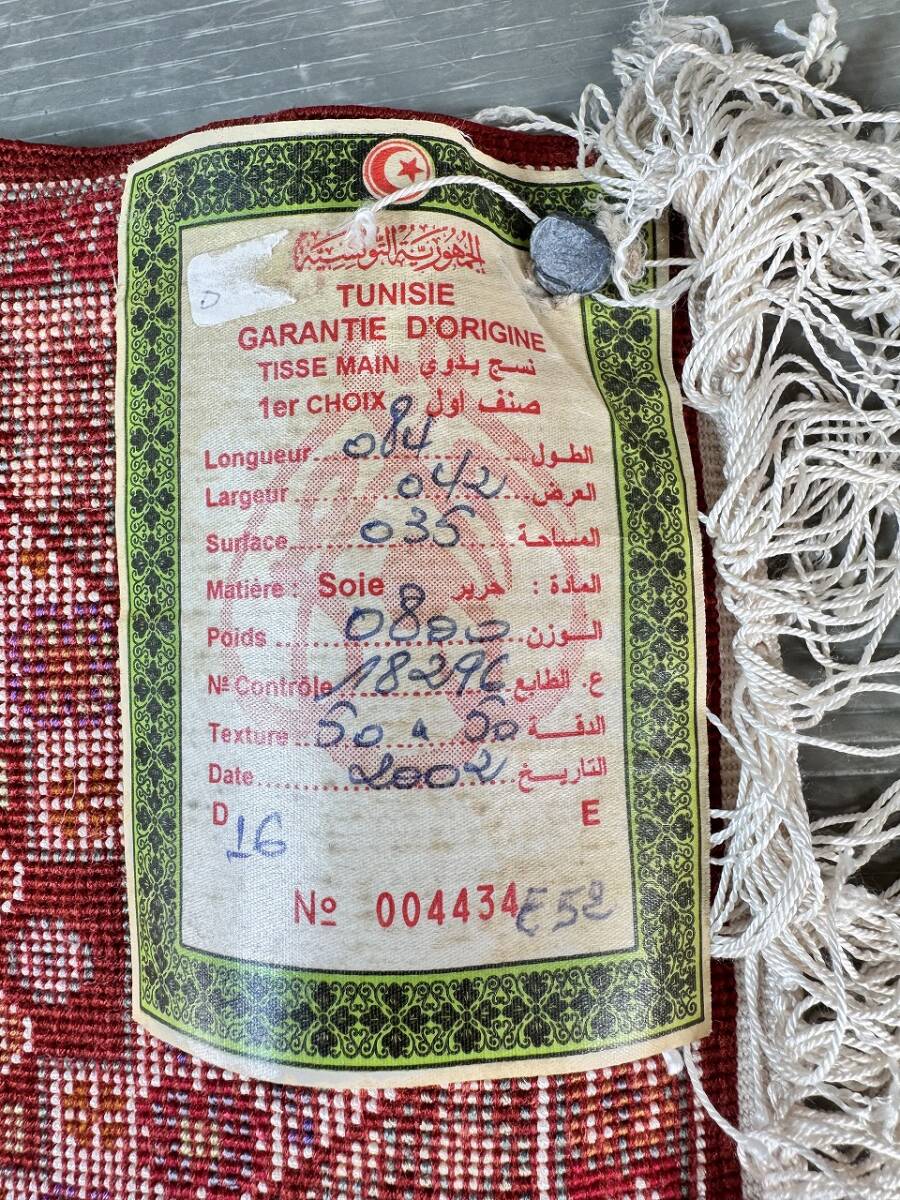 الجمهورية التونسية
TUNISIE
GARANTIE D'ORIGINE
TISSE MAIN نسج يدوي
1er CHOIX صنف اول
Longueur 084 الطول
Largeur 042 العرض
Surface 035 المساحة
Matière : Soie حرير المادة :
Poids 0800 الوزن
Nº Contrôle 18296 ع. الطابع
Texture 50 a 50 الدقة
Date 2002 التاريخ
D E
16
Nº 004434